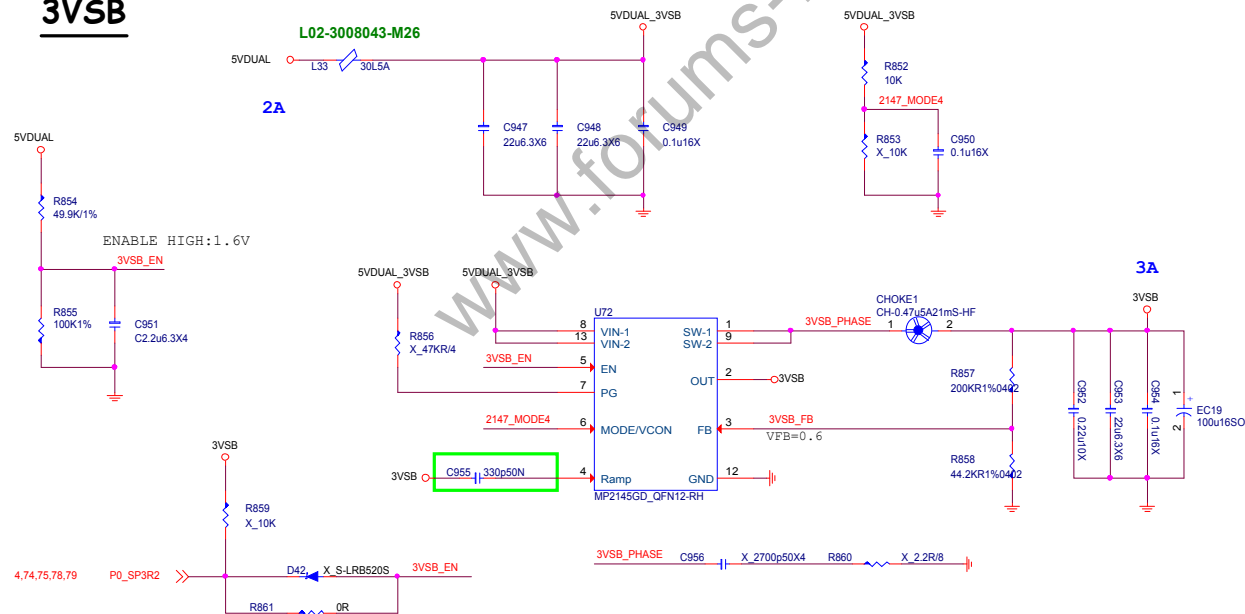 3VSB
L02-3008043-M26
5VDUAL
L33
30L5A
5VDUAL_3VSB
2A
C947
22u6.3X6
C948
22u6.3X6
C949
0.1u16X
5VDUAL_3VSB
R852
10K
2147_MODE4
R853
X_10K
C950
0.1u16X
5VDUAL
R854
49.9K/1%
ENABLE HIGH:1.6V
3VSB_EN
R855
100K1%
C951
C2.2u6.3X4
www.forums-
5VDUAL_3VSB
5VDUAL_3VSB
R856
X_47KR/4
U72
8 VIN-1 SW-1 1
13 VIN-2 SW-2 9
3VSB_EN 5 EN
OUT 2 3VSB
7 PG
2147_MODE4 6 MODE/VCON FB 3 3VSB_FB
VFB=0.6
3VSB C955 330p50N 4 Ramp GND 12
MP2145GD_QFN12-RH
3VSB_PHASE
CHOKE1
CH-0.47u5A21mS-HF
1 2
3A
3VSB
R857
200KR1%0402
R858
44.2KR1%0402
C952
0.22u10X
C953
22u6.3X6
C954
0.1u16X
1
+
EC19
100u16SO
2
3VSB
R859
X_10K
4,74,75,78,79 P0_SP3R2
D42 X_S-LRB520S 3VSB_EN
R861 0R
3VSB_PHASE C956 X_2700p50X4 R860 X_2.2R/8